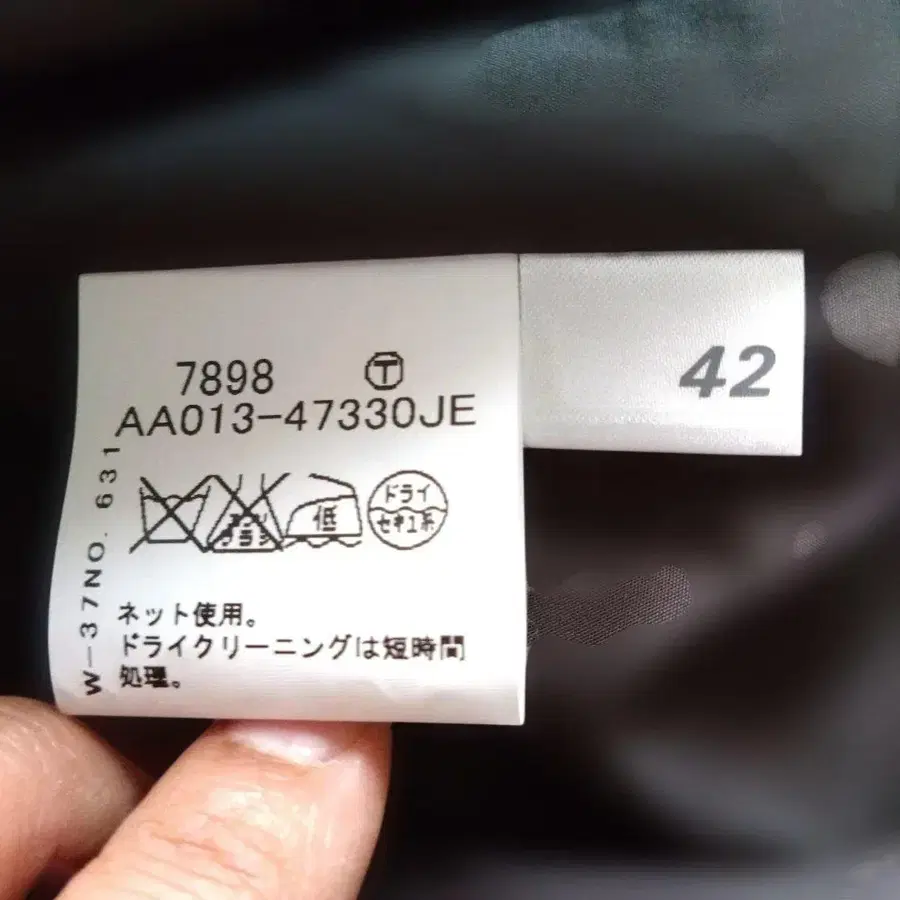 7898 Ⓣ
AA013-47330JE
W-37NO. 631
低
ドライ
セキユ系
ネット使用。
ドライクリーニングは短時間
処理。
42